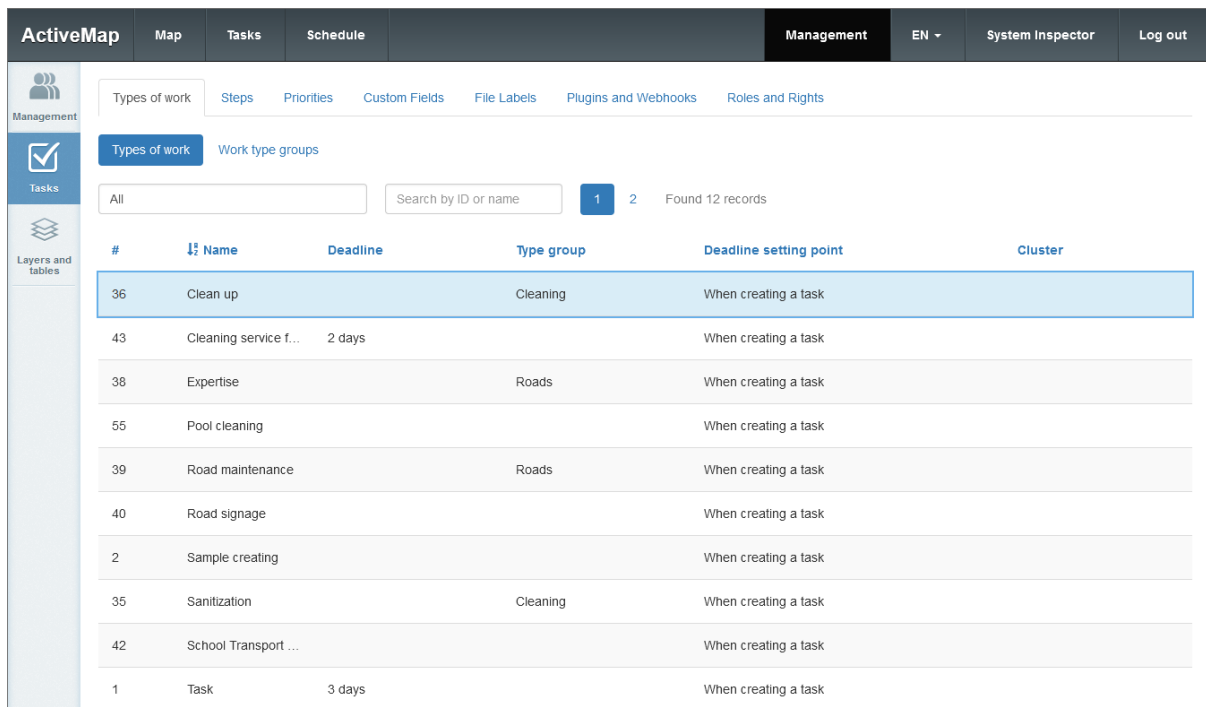 ActiveMap Map Tasks Schedule Management EN System Inspector Log out
Management
Tasks
Layers and
tables
Types of work Steps Priorities Custom Fields File Labels Plugins and Webhooks Roles and Rights
Types of work Work type groups
All Search by ID or name 1 2 Found 12 records
# Name Deadline Type group Deadline setting point Cluster
36 Clean up Cleaning When creating a task
43 Cleaning service f... 2 days When creating a task
38 Expertise Roads When creating a task
55 Pool cleaning When creating a task
39 Road maintenance Roads When creating a task
40 Road signage When creating a task
2 Sample creating When creating a task
35 Sanitization Cleaning When creating a task
42 School Transport ... When creating a task
1 Task 3 days When creating a task